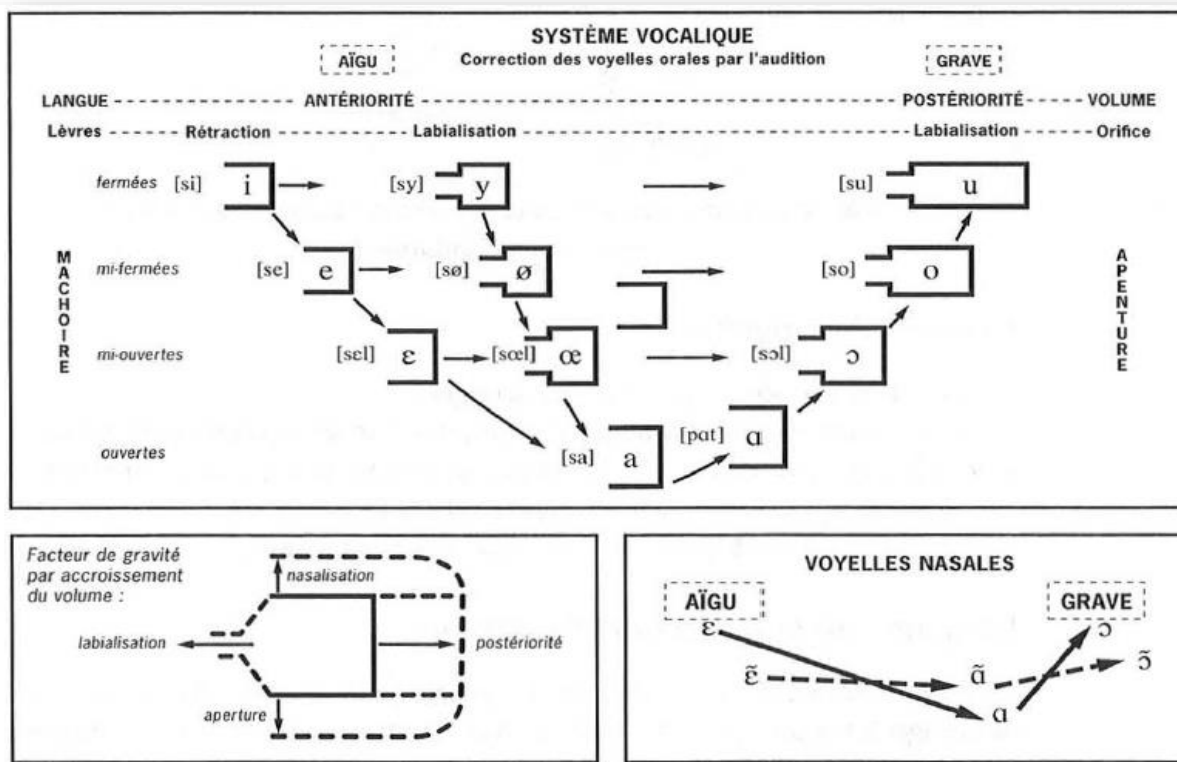 SYSTÈME VOCALIQUE
AÏGU
Correction des voyelles orales par l'audition
GRAVE
LANGUE ANTÉRIORITÉ POSTÉRIORITÉ VOLUME
Lèvres Rétraction Labialisation Labialisation Orifice
fermées [si] i [sy] y [su] u
mi-fermées [se] e [sø] ø [so] o
mi-ouvertes [sɛl] ɛ [sœl] œ [sɔl] ɔ
ouvertes [sa] a [pɑt] ɑ
MACHOIRE
APENTURE
Facteur de gravité
par accroissement
du volume :
nasalisation
labialisation
postériorité
aperture
VOYELLES NASALES
AÏGU GRAVE
ɛ ɔ
ɛ̃ ɑ̃ ɔ̃
ɑ